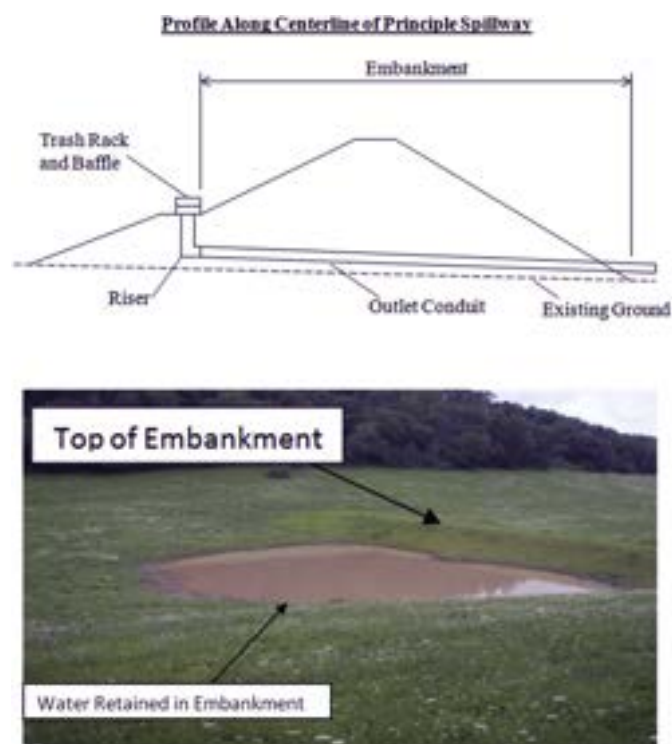 Profile Along Centerline of Principle Spillway
Embankment
Trash Rack
and Baffle
Riser
Outlet Conduit
Existing Ground
Top of Embankment
Water Retained in Embankment